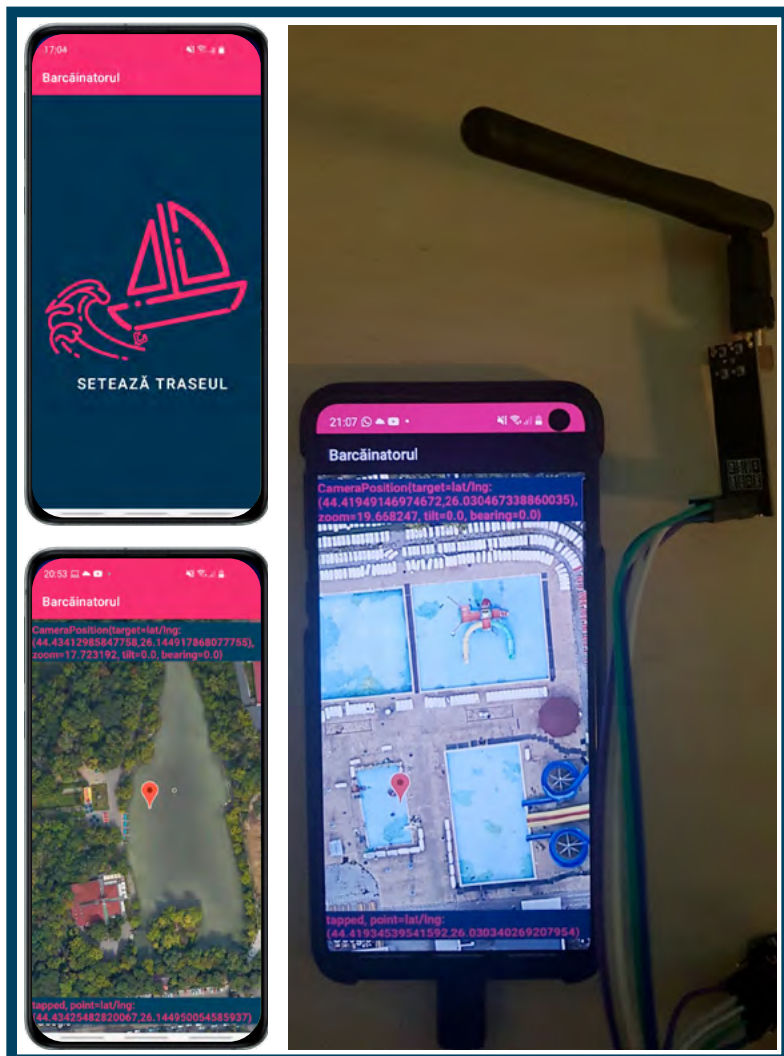 17:04
Barcăinatorul
SETEAZĂ TRASEUL
20:53
Barcăinatorul
CameraPosition{target=lat/lng:
(44.43412985847758,26.144917868077755),
zoom=17.723192, tilt=0.0, bearing=0.0}
tapped, point=lat/lng:
(44.43425482820067,26.144950054585937)
21:07
Barcăinatorul
CameraPosition{target=lat/lng:
(44.41949146974672,26.030467338860035),
zoom=19.668247, tilt=0.0, bearing=0.0}
tapped, point=lat/lng:
(44.41934539541592,26.030340269207954)